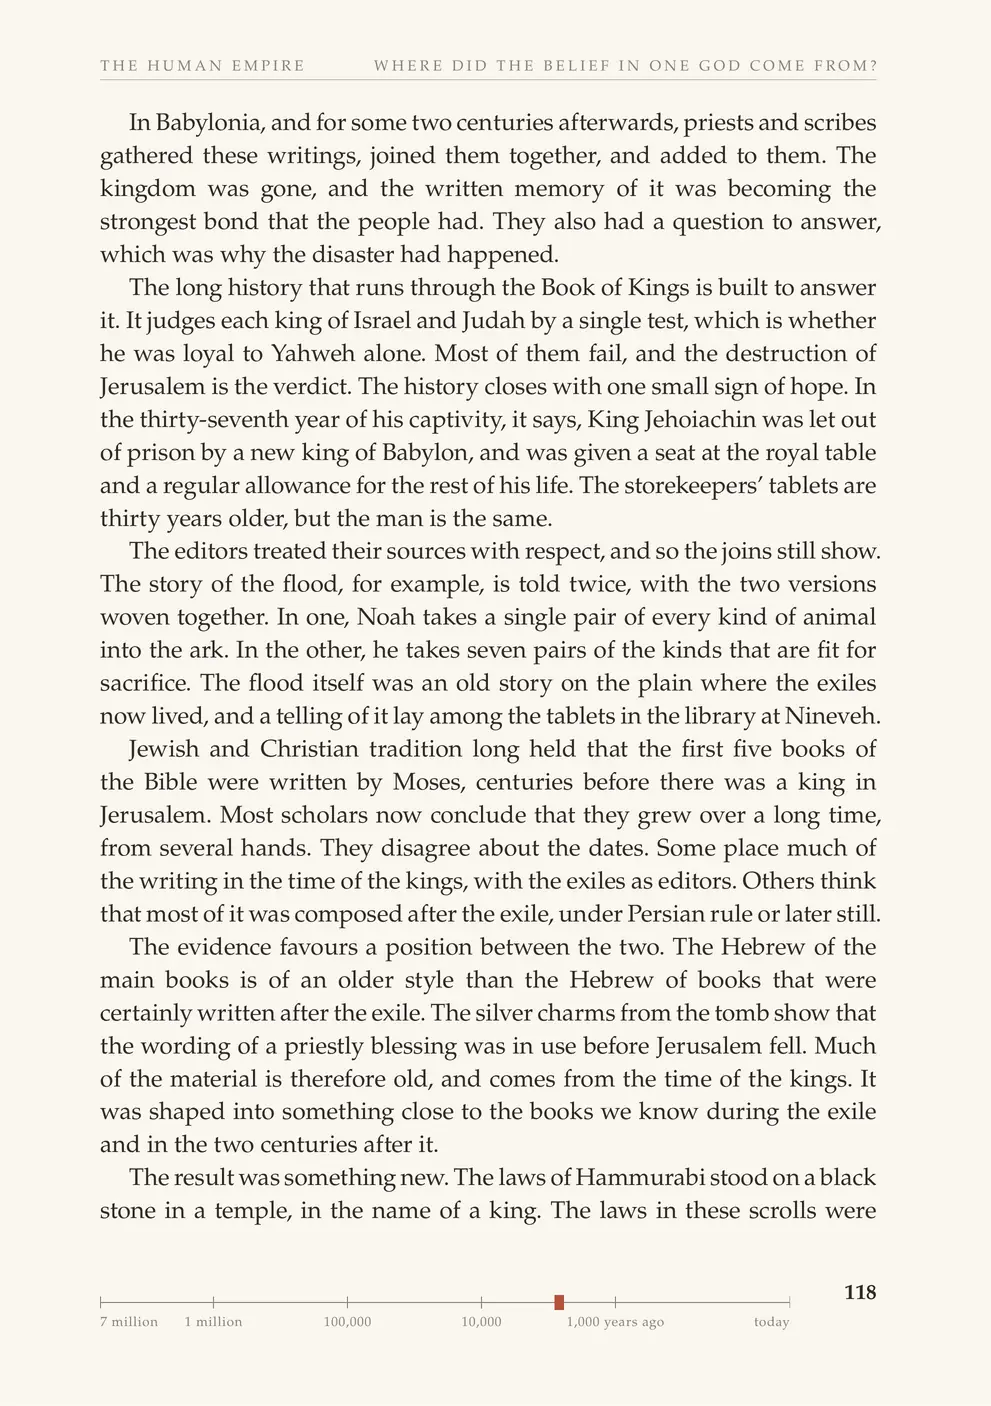 THE HUMAN EMPIRE WHERE DID THE BELIEF IN ONE GOD COME FROM?
In Babylonia, and for some two centuries afterwards, priests and scribes
gathered these writings, joined them together, and added to them. The
kingdom was gone, and the written memory of it was becoming the
strongest bond that the people had. They also had a question to answer,
which was why the disaster had happened.
The long history that runs through the Book of Kings is built to answer
it. It judges each king of Israel and Judah by a single test, which is whether
he was loyal to Yahweh alone. Most of them fail, and the destruction of
Jerusalem is the verdict. The history closes with one small sign of hope. In
the thirty-seventh year of his captivity, it says, King Jehoiachin was let out
of prison by a new king of Babylon, and was given a seat at the royal table
and a regular allowance for the rest of his life. The storekeepers’ tablets are
thirty years older, but the man is the same.
The editors treated their sources with respect, and so the joins still show.
The story of the flood, for example, is told twice, with the two versions
woven together. In one, Noah takes a single pair of every kind of animal
into the ark. In the other, he takes seven pairs of the kinds that are fit for
sacrifice. The flood itself was an old story on the plain where the exiles
now lived, and a telling of it lay among the tablets in the library at Nineveh.
Jewish and Christian tradition long held that the first five books of
the Bible were written by Moses, centuries before there was a king in
Jerusalem. Most scholars now conclude that they grew over a long time,
from several hands. They disagree about the dates. Some place much of
the writing in the time of the kings, with the exiles as editors. Others think
that most of it was composed after the exile, under Persian rule or later still.
The evidence favours a position between the two. The Hebrew of the
main books is of an older style than the Hebrew of books that were
certainly written after the exile. The silver charms from the tomb show that
the wording of a priestly blessing was in use before Jerusalem fell. Much
of the material is therefore old, and comes from the time of the kings. It
was shaped into something close to the books we know during the exile
and in the two centuries after it.
The result was something new. The laws of Hammurabi stood on a black
stone in a temple, in the name of a king. The laws in these scrolls were
118
7 million 1 million 100,000 10,000 1,000 years ago today